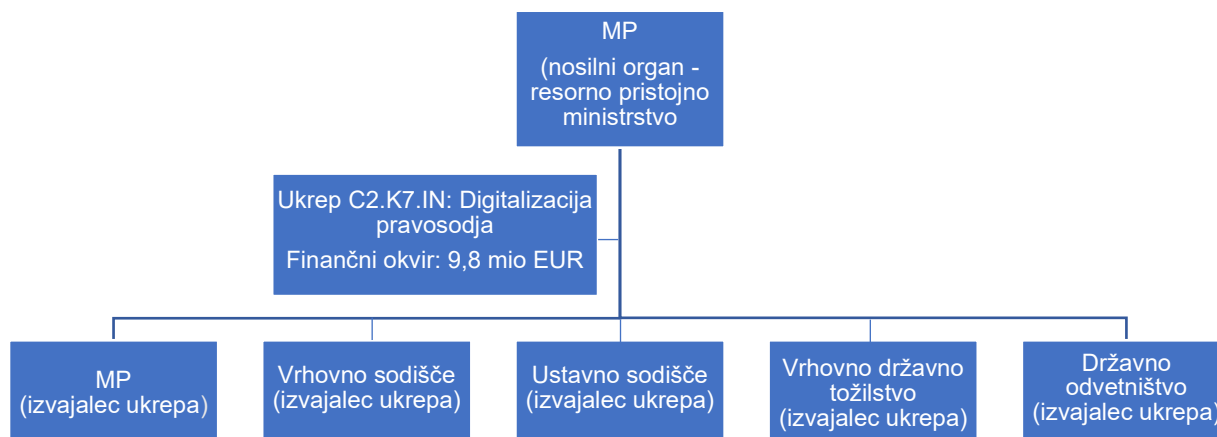 MP
(nosilni organ -
resorno pristojno
ministrstvo
Ukrep C2.K7.IN: Digitalizacija
pravosodja
Finančni okvir: 9,8 mio EUR
MP
(izvajalec ukrepa)
Vrhovno sodišče
(izvajalec ukrepa)
Ustavno sodišče
(izvajalec ukrepa)
Vrhovno državno
tožilstvo
(izvajalec ukrepa)
Državno
odvetništvo
(izvajalec ukrepa)